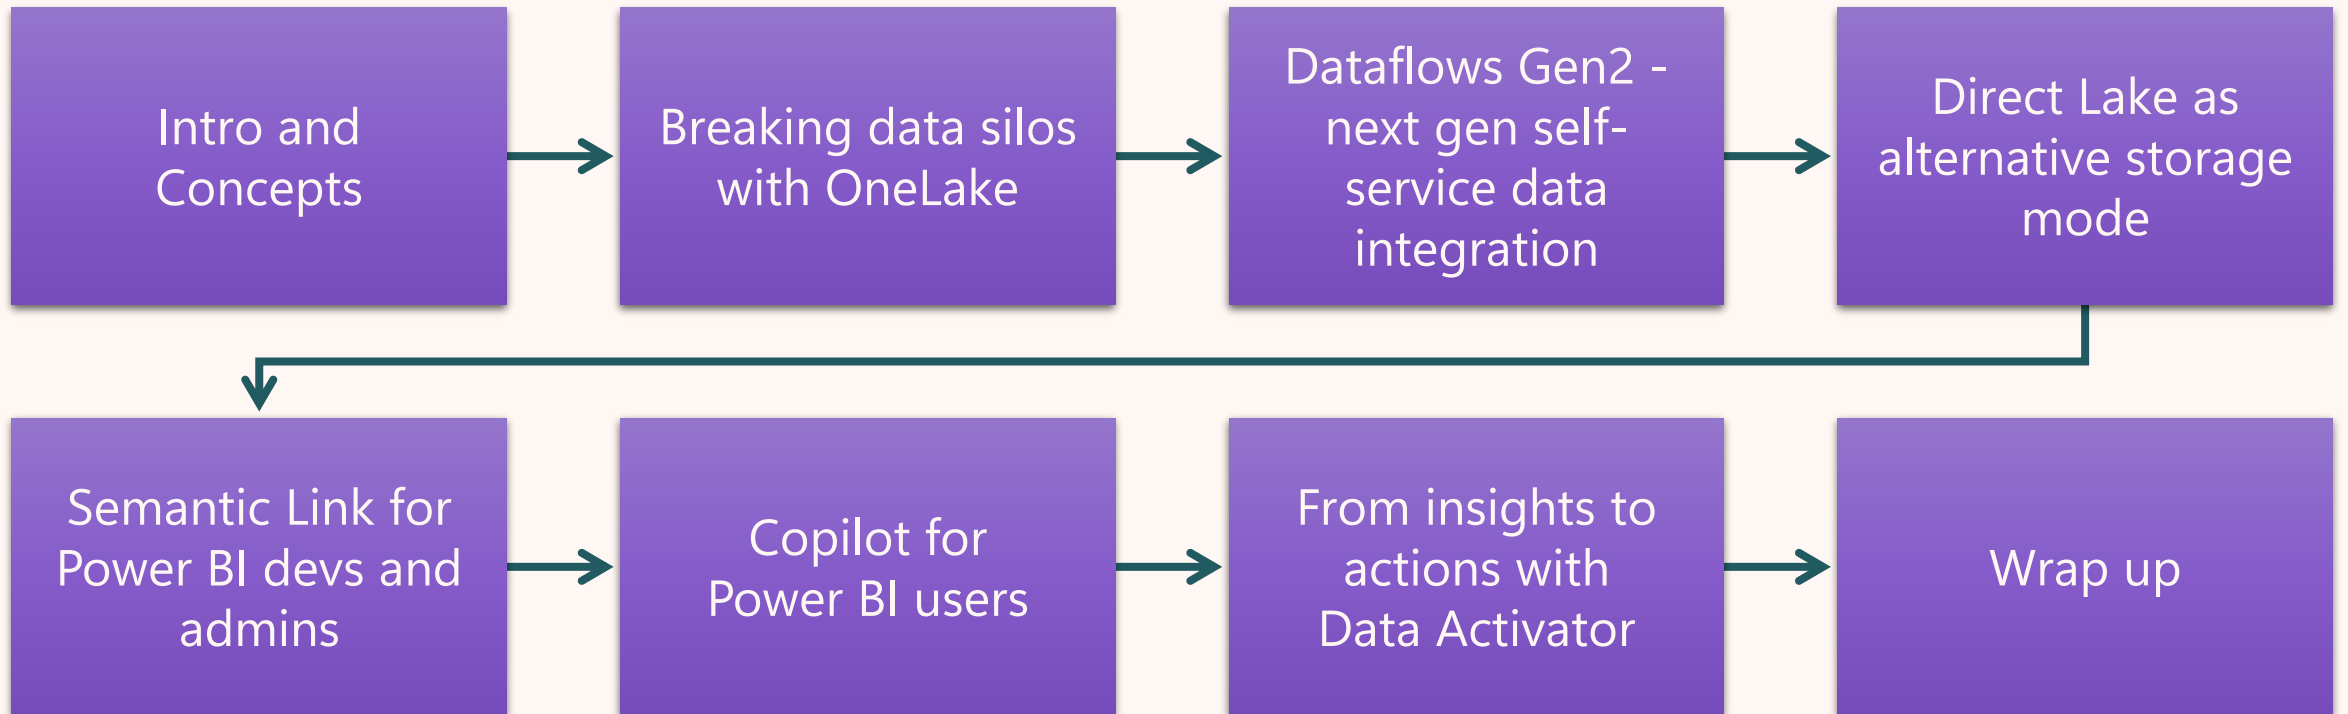 Intro and
Concepts
Breaking data silos
with OneLake
Dataflows Gen2 -
next gen self-
service data
integration
Direct Lake as
alternative storage
mode
Semantic Link for
Power BI devs and
admins
Copilot for
Power BI users
From insights to
actions with
Data Activator
Wrap up